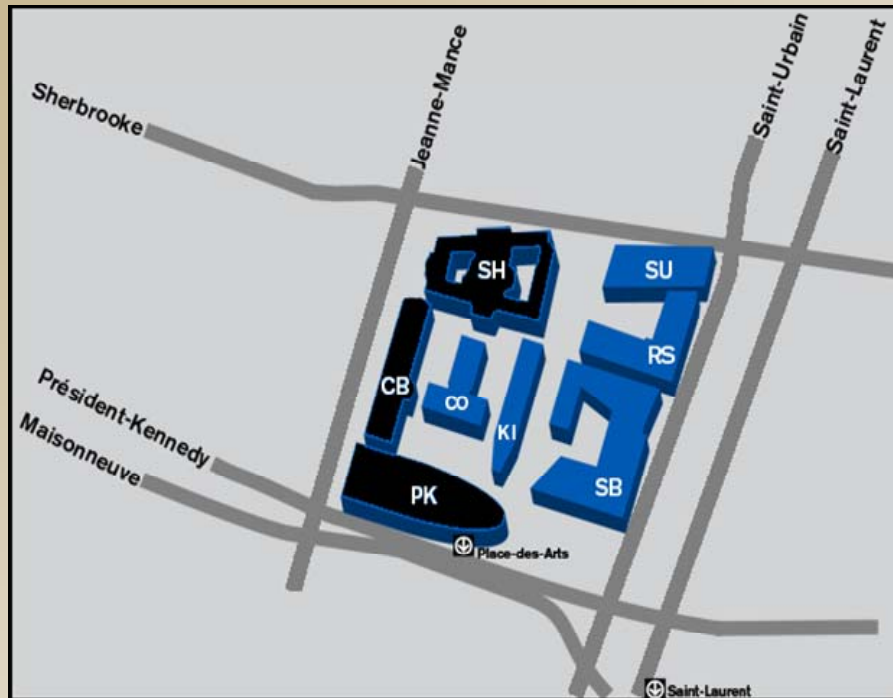 Sherbrooke
Jeanne-Mance
Saint-Urbain
Saint-Laurent
SH
SU
RS
CB
CO
KI
Président-Kennedy
Maisonneuve
PK
SB
Place-des-Arts
Saint-Laurent